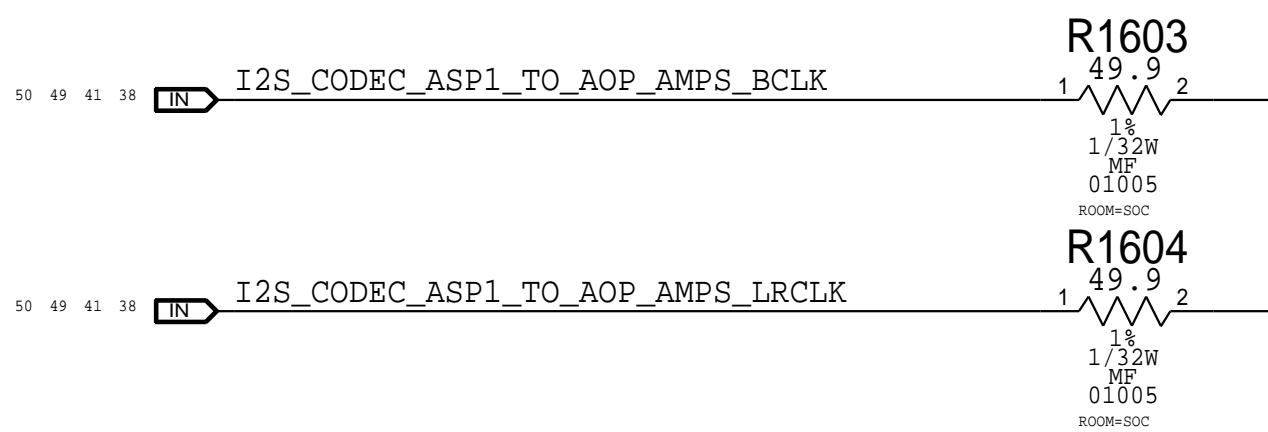 R1603
49.9
I2S_CODEC_ASP1_TO_AOP_AMPS_BCLK
50 49 41 38 IN
1 2
1%
1/32W
MF
01005
ROOM=SOC
R1604
49.9
I2S_CODEC_ASP1_TO_AOP_AMPS_LRCLK
50 49 41 38 IN
1 2
1%
1/32W
MF
01005
ROOM=SOC